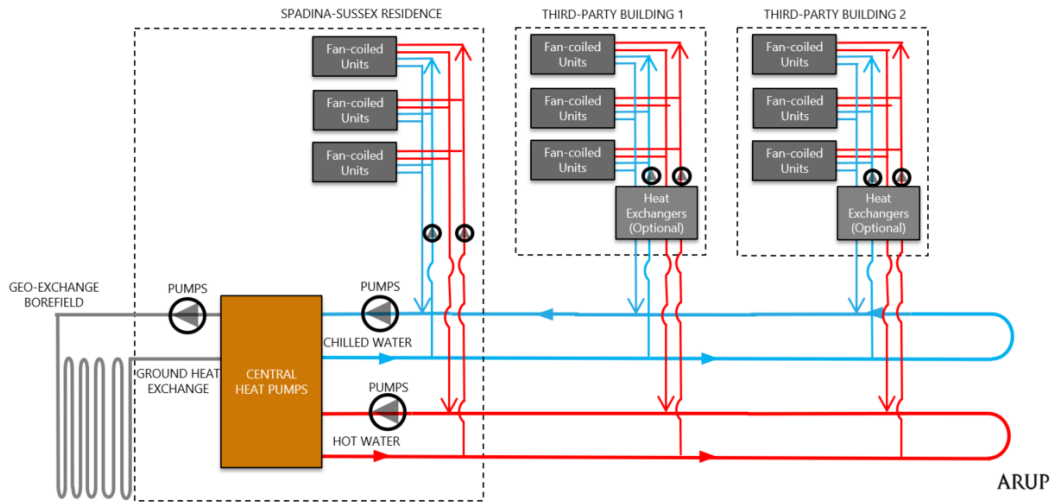 SPADINA-SUSSEX RESIDENCE
THIRD-PARTY BUILDING 1
THIRD-PARTY BUILDING 2
Fan-coiled
Units
Fan-coiled
Units
Fan-coiled
Units
Fan-coiled
Units
Fan-coiled
Units
Fan-coiled
Units
Fan-coiled
Units
Fan-coiled
Units
Fan-coiled
Units
Heat
Exchangers
(Optional)
Heat
Exchangers
(Optional)
GEO-EXCHANGE
BOREFIELD
PUMPS
PUMPS
CHILLED WATER
GROUND HEAT
EXCHANGE
CENTRAL
HEAT PUMPS
PUMPS
HOT WATER
ARUP